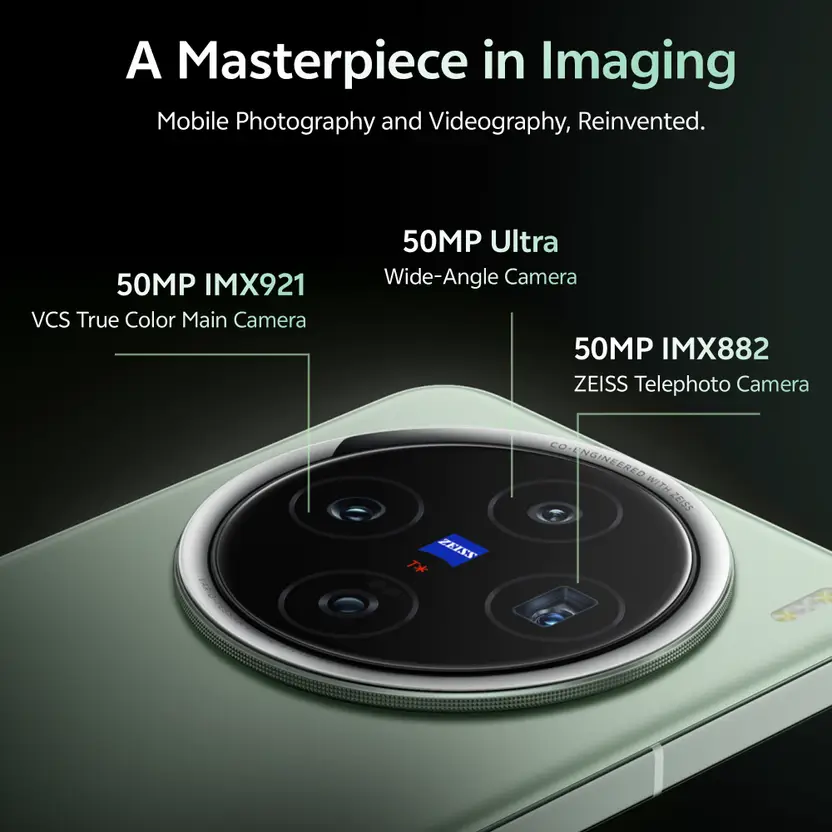 A Masterpiece in Imaging
Mobile Photography and Videography, Reinvented.
50MP Ultra
Wide-Angle Camera
50MP IMX921
VCS True Color Main Camera
50MP IMX882
ZEISS Telephoto Camera
CO-ENGINEERED WITH ZEISS
ZEISS
T*